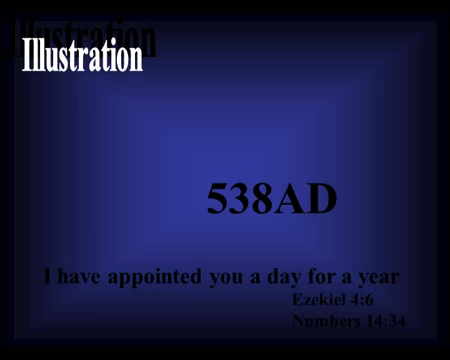 Illustration
538AD
I have appointed you a day for a year
Ezekiel 4:6
Numbers 14:34